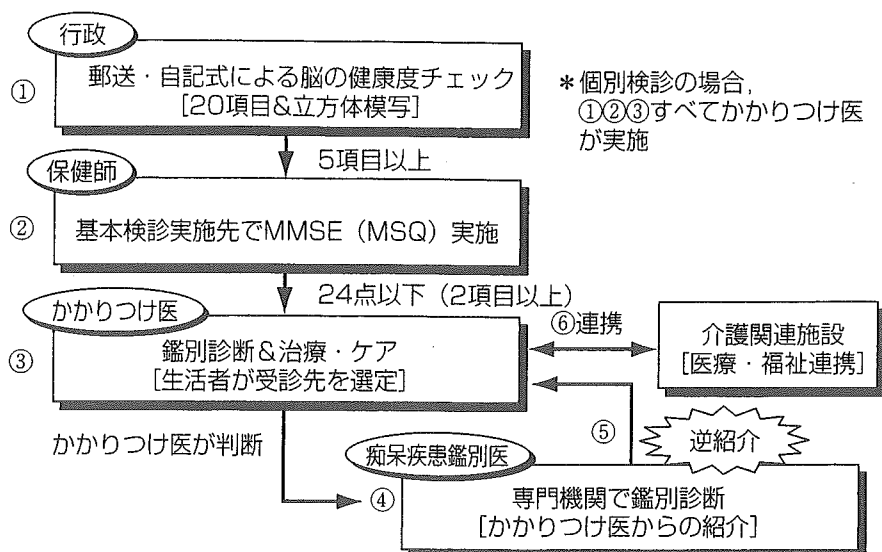 行政
① 郵送・自記式による脳の健康度チェック
[20項目&立方体模写]
*個別検診の場合,
①②③すべてかかりつけ医
が実施
5項目以上
保健師
② 基本検診実施先でMMSE(MSQ)実施
24点以下(2項目以上)
かかりつけ医
③ 鑑別診断&治療・ケア
[生活者が受診先を選定]
⑥連携
介護関連施設
[医療・福祉連携]
かかりつけ医が判断
⑤
逆紹介
痴呆疾患鑑別医
④ 専門機関で鑑別診断
[かかりつけ医からの紹介]